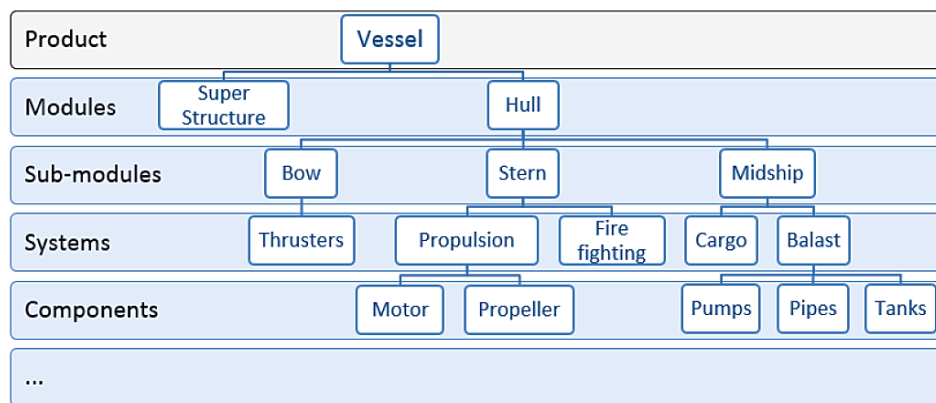 Product
Vessel
Modules
Super
Structure
Hull
Sub-modules
Bow
Stern
Midship
Systems
Thrusters
Propulsion
Fire
fighting
Cargo
Balast
Components
Motor
Propeller
Pumps
Pipes
Tanks
...